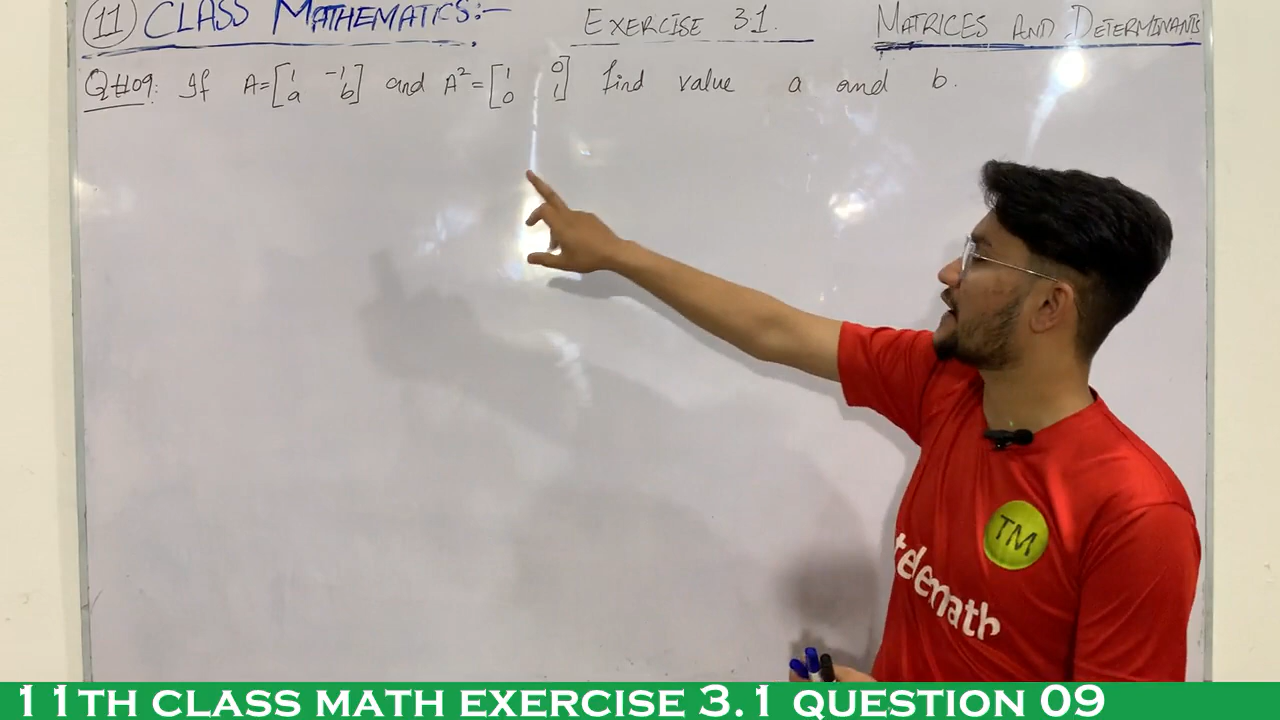 (11) CLASS MATHEMATICS:- EXERCISE 3.1. MATRICES AND DETERMINANTS
Q#09: If A=[1 -1 a b] and A²=[1 0 0 1] find value a and b.
TM
telemath
11TH CLASS MATH EXERCISE 3.1 QUESTION 09